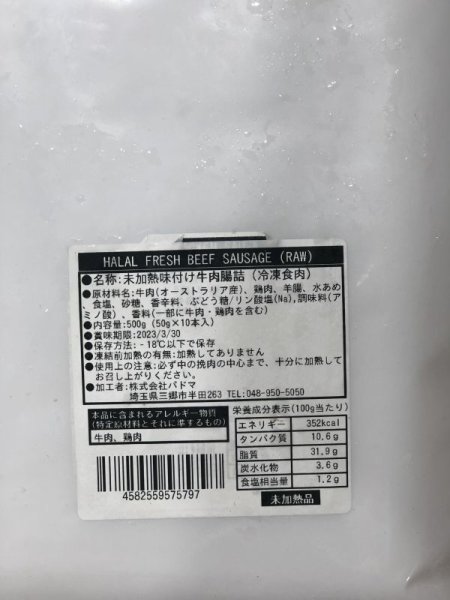 HALAL FRESH BEEF SAUSAGE (RAW)
●名称:未加熱味付け牛肉腸詰(冷凍食肉)
●原材料名:牛肉(オーストラリア産)、鶏肉、羊腸、水あめ
食塩、砂糖、香辛料、ぶどう糖/リン酸塩(Na),調味料(ア
ミノ酸)、香料(一部に牛肉・鶏肉を含む)
●内容量:500g (50g×10本入)
●賞味期限:2023/3/30
●保存方法:-18℃以下で保存
●凍結前加熱の有無:加熱してありません
●使用上の注意:必ず中の挽肉の中心まで、十分に加熱して
お召し上がりください。
●加工者:株式会社パドマ
埼玉県三郷市半田263 TEL:048-950-5050
本品に含まれるアレルギー物質
(特定原材料とそれに準するもの)
牛肉、鶏肉
4582559575797
栄養成分表示(100g当たり)
エネルギー 352kcal
タンパク質 10.6g
脂質 31.9g
炭水化物 3.6g
食塩相当量 1.2g
未加熱品